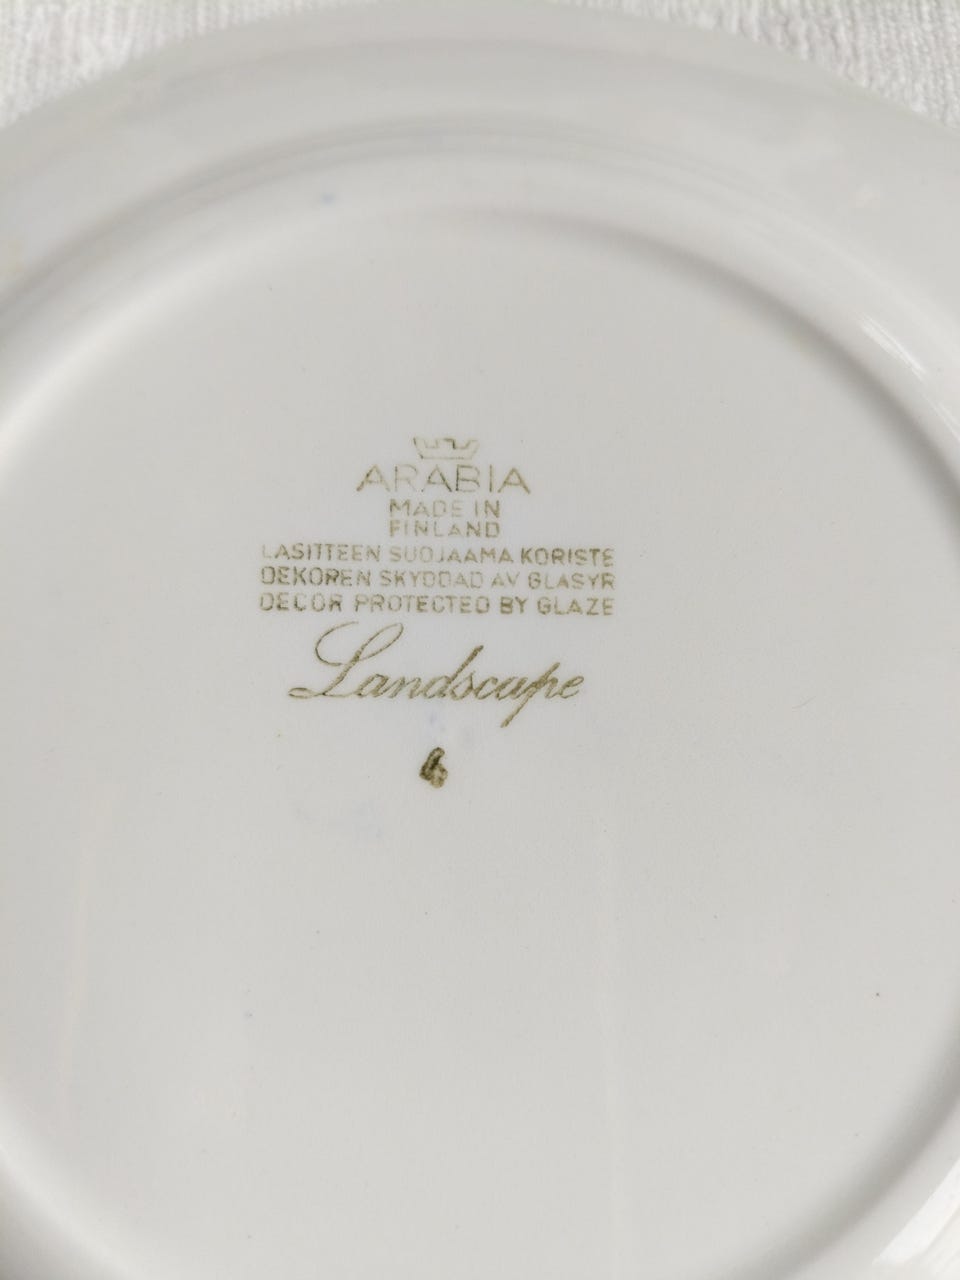 ARABIA
MADE IN
FINLAND
LASITTEEN SUOJAAMA KORISTE
DEKOREN SKYDDAD AV GLASYR
DECOR PROTECTED BY GLAZE
Landscape
4